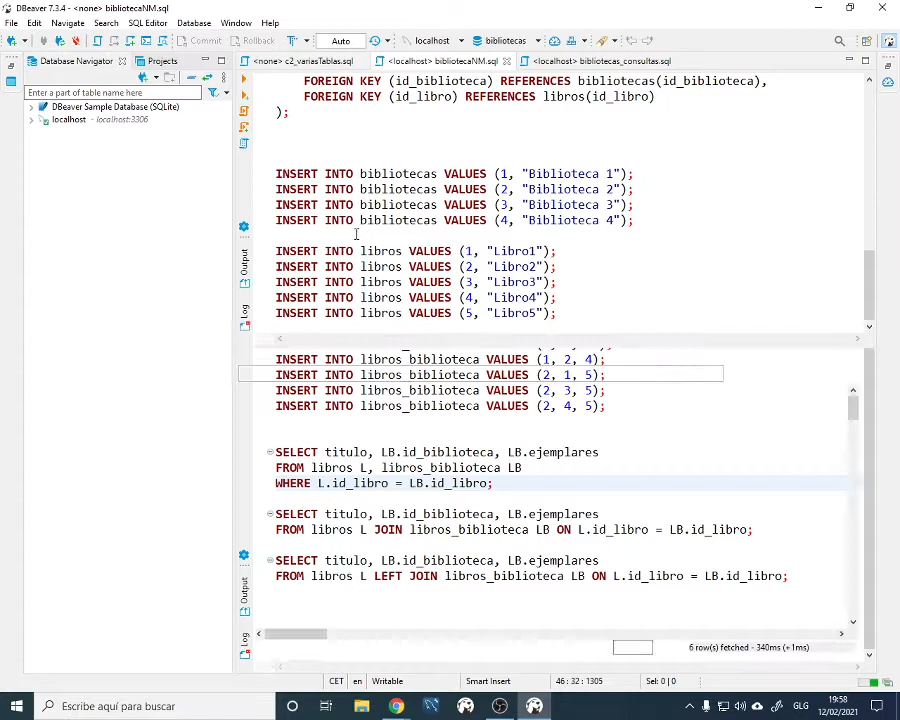 DBeaver 7.3.4 - <none> bibliotecaNM.sql
File Edit Navigate Search SQL Editor Database Window Help
Commit Rollback Auto localhost bibliotecas
Database Navigator Projects
<none> c2_variasTablas.sql <localhost> bibliotecaNM.sql <localhost> bibliotecas_consultas.sql
Enter a part of table name here
DBeaver Sample Database (SQLite)
localhost - localhost:3306
FOREIGN KEY (id_biblioteca) REFERENCES bibliotecas(id_biblioteca),
FOREIGN KEY (id_libro) REFERENCES libros(id_libro)
);
INSERT INTO bibliotecas VALUES (1, "Biblioteca 1");
INSERT INTO bibliotecas VALUES (2, "Biblioteca 2");
INSERT INTO bibliotecas VALUES (3, "Biblioteca 3");
INSERT INTO bibliotecas VALUES (4, "Biblioteca 4");
INSERT INTO libros VALUES (1, "Libro1");
INSERT INTO libros VALUES (2, "Libro2");
INSERT INTO libros VALUES (3, "Libro3");
INSERT INTO libros VALUES (4, "Libro4");
INSERT INTO libros VALUES (5, "Libro5");
Output
Log
INSERT INTO libros_biblioteca VALUES (1, 2, 4);
INSERT INTO libros_biblioteca VALUES (2, 1, 5);
INSERT INTO libros_biblioteca VALUES (2, 3, 5);
INSERT INTO libros_biblioteca VALUES (2, 4, 5);
SELECT titulo, LB.id_biblioteca, LB.ejemplares
FROM libros L, libros_biblioteca LB
WHERE L.id_libro = LB.id_libro;
SELECT titulo, LB.id_biblioteca, LB.ejemplares
FROM libros L JOIN libros_biblioteca LB ON L.id_libro = LB.id_libro;
SELECT titulo, LB.id_biblioteca, LB.ejemplares
FROM libros L LEFT JOIN libros_biblioteca LB ON L.id_libro = LB.id_libro;
Output
Log
6 row(s) fetched - 340ms (+1ms)
CET en Writable Smart Insert 46 : 32 : 1305 Sel: 0 | 0
Escribe aquí para buscar
GLG
19:58
12/02/2021